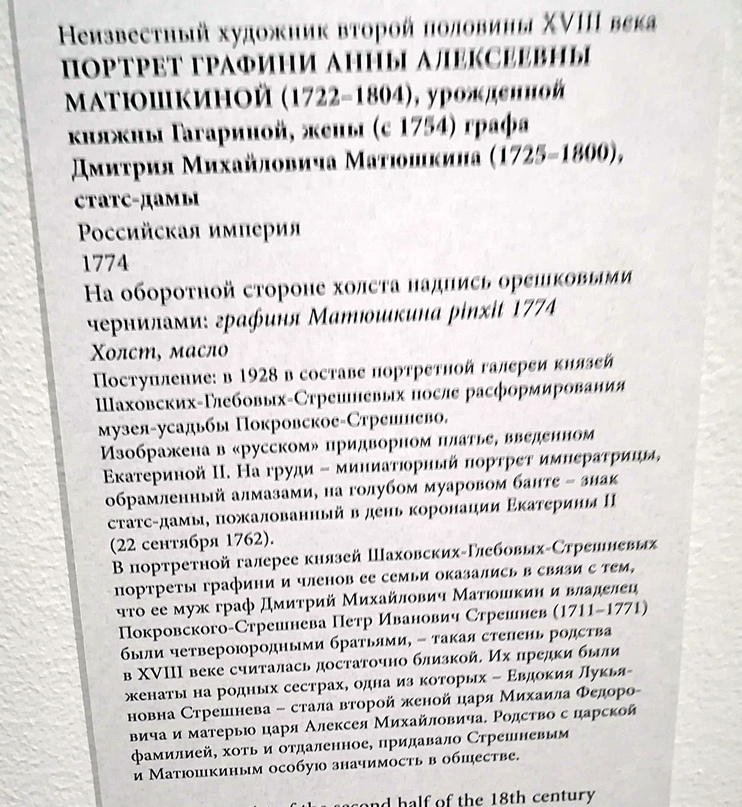 Неизвестный художник второй половины XVIII века
ПОРТРЕТ ГРАФИНИ АННЫ АЛЕКСЕЕВНЫ
МАТЮШКИНОЙ (1722–1804), урожденной
княжны Гагариной, жены (с 1754) графа
Дмитрия Михайловича Матюшкина (1725–1800),
статс-дамы
Российская империя
1774
На оборотной стороне холста надпись орешковыми
чернилами: графиня Матюшкина pinxit 1774
Холст, масло
Поступление: в 1928 в составе портретной галереи князей
Шаховских-Глебовых-Стрешневых после расформирования
музея-усадьбы Покровское-Стрешнево.
Изображена в «русском» придворном платье, введенном
Екатериной II. На груди – миниатюрный портрет императрицы,
обрамленный алмазами, на голубом муаровом банте – знак
статс-дамы, пожалованный в день коронации Екатерины II
(22 сентября 1762).
В портретной галерее князей Шаховских-Глебовых-Стрешневых
портреты графини и членов ее семьи оказались в связи с тем,
что ее муж граф Дмитрий Михайлович Матюшкин и владелец
Покровского-Стрешнева Петр Иванович Стрешнев (1711–1771)
были четвероюродными братьями, – такая степень родства
в XVIII веке считалась достаточно близкой. Их предки были
женаты на родных сестрах, одна из которых – Евдокия Лукья-
новна Стрешнева – стала второй женой царя Михаила Федоро-
вича и матерью царя Алексея Михайловича. Родство с царской
фамилией, хоть и отдаленное, придавало Стрешневым
и Матюшкиным особую значимость в обществе.
of the second half of the 18th century